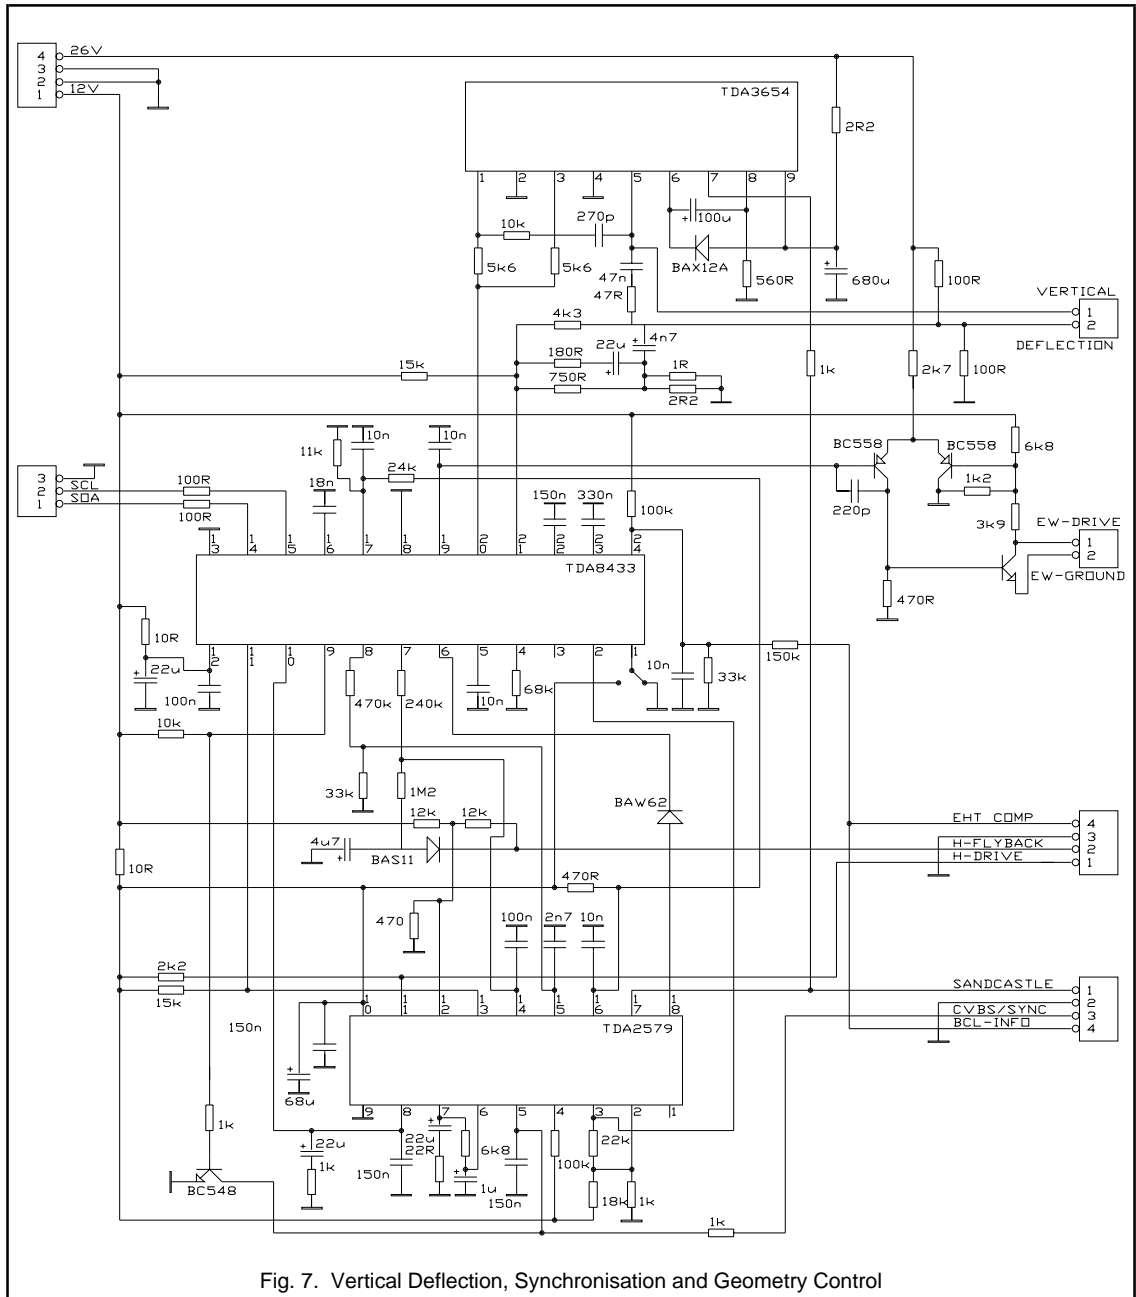 4 26V
3
2
1 12V
TDA3654
1 2 3 4 5 6 7 8 9
2R2
10k 270p
100u
BAX12A
5k6 5k6
47n
47R
560R
680u
100R
VERTICAL
1
2
DEFLECTION
4k3
4n7
22u
180R
750R
1R
2R2
15k
1k
2k7
100R
BC558 BC558
6k8
1k2
220p
3k9
EW-DRIVE
1
2
EW-GROUND
470R
3
2 SCL
1 SDA
100R
100R
11k
10n
10n
24k
18n
150n 330n
100k
13 14 15 16 17 18 19 20 21 22 23 24
TDA8433
12 11 10 9 8 7 6 5 4 3 2 1
10R
22u
100n
470k 240k
10n
68k
10n
33k
150k
10k
33k
1M2
BAW62
12k 12k
4u7
BAS11
10R
470R
470
EHT COMP 4
3
H-FLYBACK 2
H-DRIVE 1
100n 2n7 10n
2k2
15k
150n
68u
10 11 12 13 14 15 16 17 18
TDA2579
9 8 7 6 5 4 3 2 1
SANDCASTLE 1
2
CVBS/SYNC 3
BCL-INFO 4
1k
BC548
22u
1k
150n
22u
22R
6k8
1u
150n
100k
22k
18k
1k
1k
Fig. 7. Vertical Deflection, Synchronisation and Geometry Control